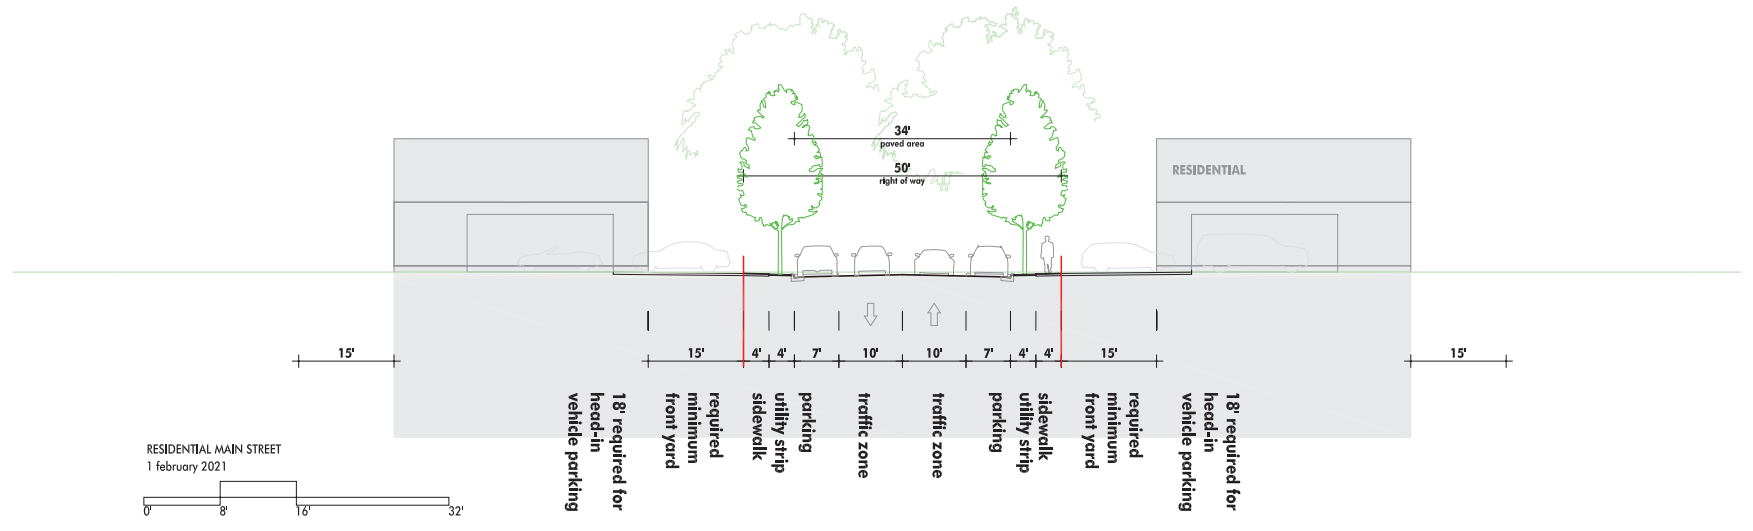 34'
paved area
50'
right of way
RESIDENTIAL
15'
15'
4'
4'
7'
10'
10'
7'
4'
4'
15'
15'
18' required for
head-in
vehicle parking
required
minimum
front yard
sidewalk
utility strip
parking
traffic zone
traffic zone
parking
utility strip
sidewalk
required
minimum
front yard
18' required for
head-in
vehicle parking
RESIDENTIAL MAIN STREET
1 february 2021
0'
8'
16'
32'